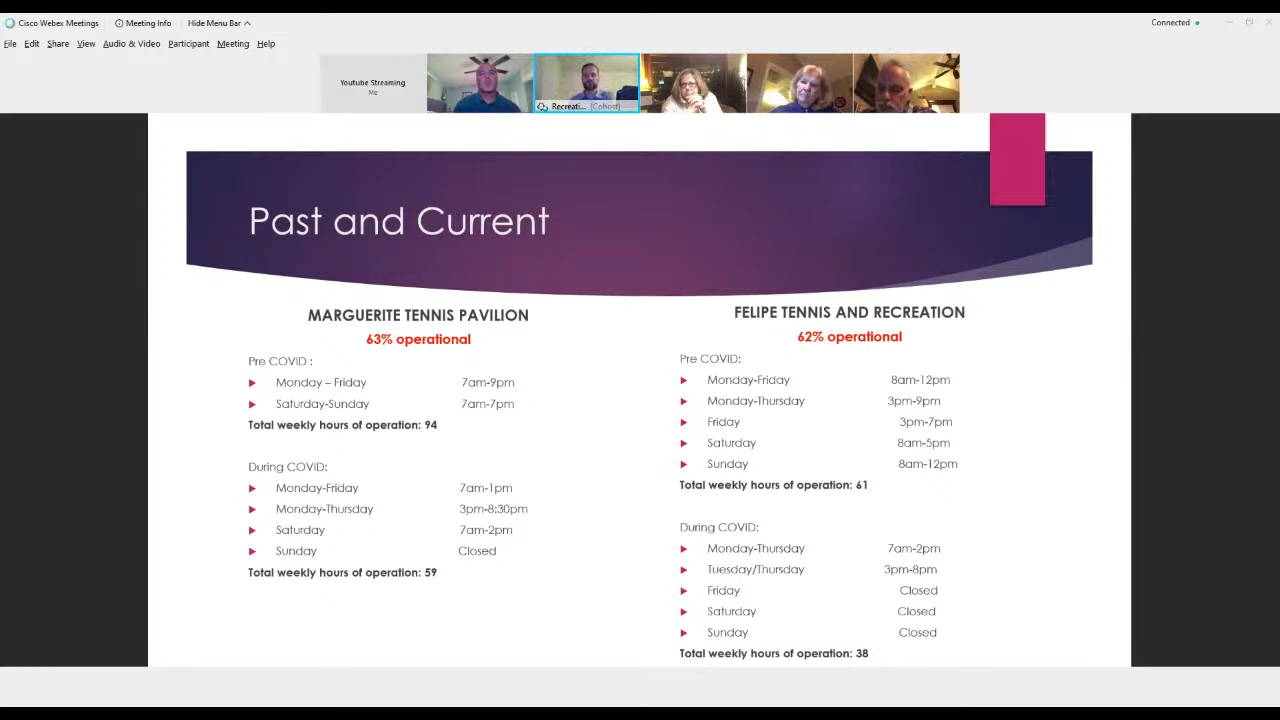 Cisco Webex Meetings Meeting Info Hide Menu Bar Connected
File Edit Share View Audio & Video Participant Meeting Help
Youtube Streaming
Me
Recreati... (Cohost)
Past and Current
MARGUERITE TENNIS PAVILION
63% operational
Pre COVID :
Monday – Friday 7am-9pm
Saturday-Sunday 7am-7pm
Total weekly hours of operation: 94
During COVID:
Monday-Friday 7am-1pm
Monday-Thursday 3pm-8:30pm
Saturday 7am-2pm
Sunday Closed
Total weekly hours of operation: 59
FELIPE TENNIS AND RECREATION
62% operational
Pre COVID:
Monday-Friday 8am-12pm
Monday-Thursday 3pm-9pm
Friday 3pm-7pm
Saturday 8am-5pm
Sunday 8am-12pm
Total weekly hours of operation: 61
During COVID:
Monday-Thursday 7am-2pm
Tuesday/Thursday 3pm-8pm
Friday Closed
Saturday Closed
Sunday Closed
Total weekly hours of operation: 38